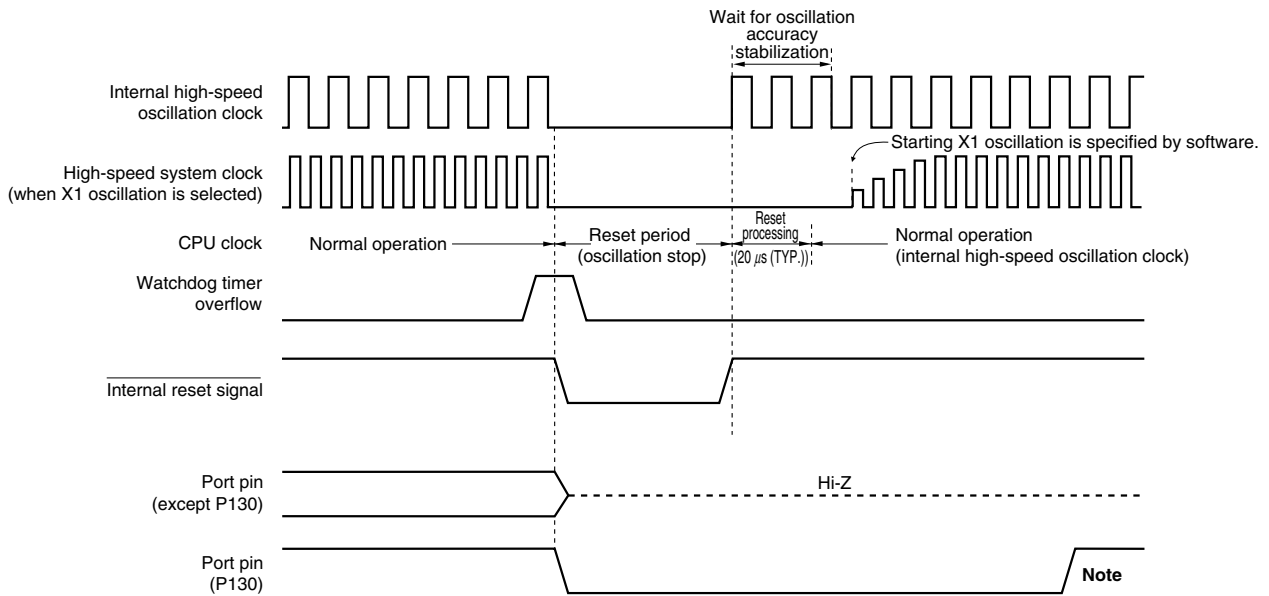 Wait for oscillation
accuracy
stabilization
Internal high-speed
oscillation clock
Starting X1 oscillation is specified by software.
High-speed system clock
(when X1 oscillation is selected)
CPU clock
Normal operation
Reset period
(oscillation stop)
Reset
processing
(20 μs (TYP.))
Normal operation
(internal high-speed oscillation clock)
Watchdog timer
overflow
Internal reset signal
Port pin
(except P130)
Hi-Z
Port pin
(P130)
Note